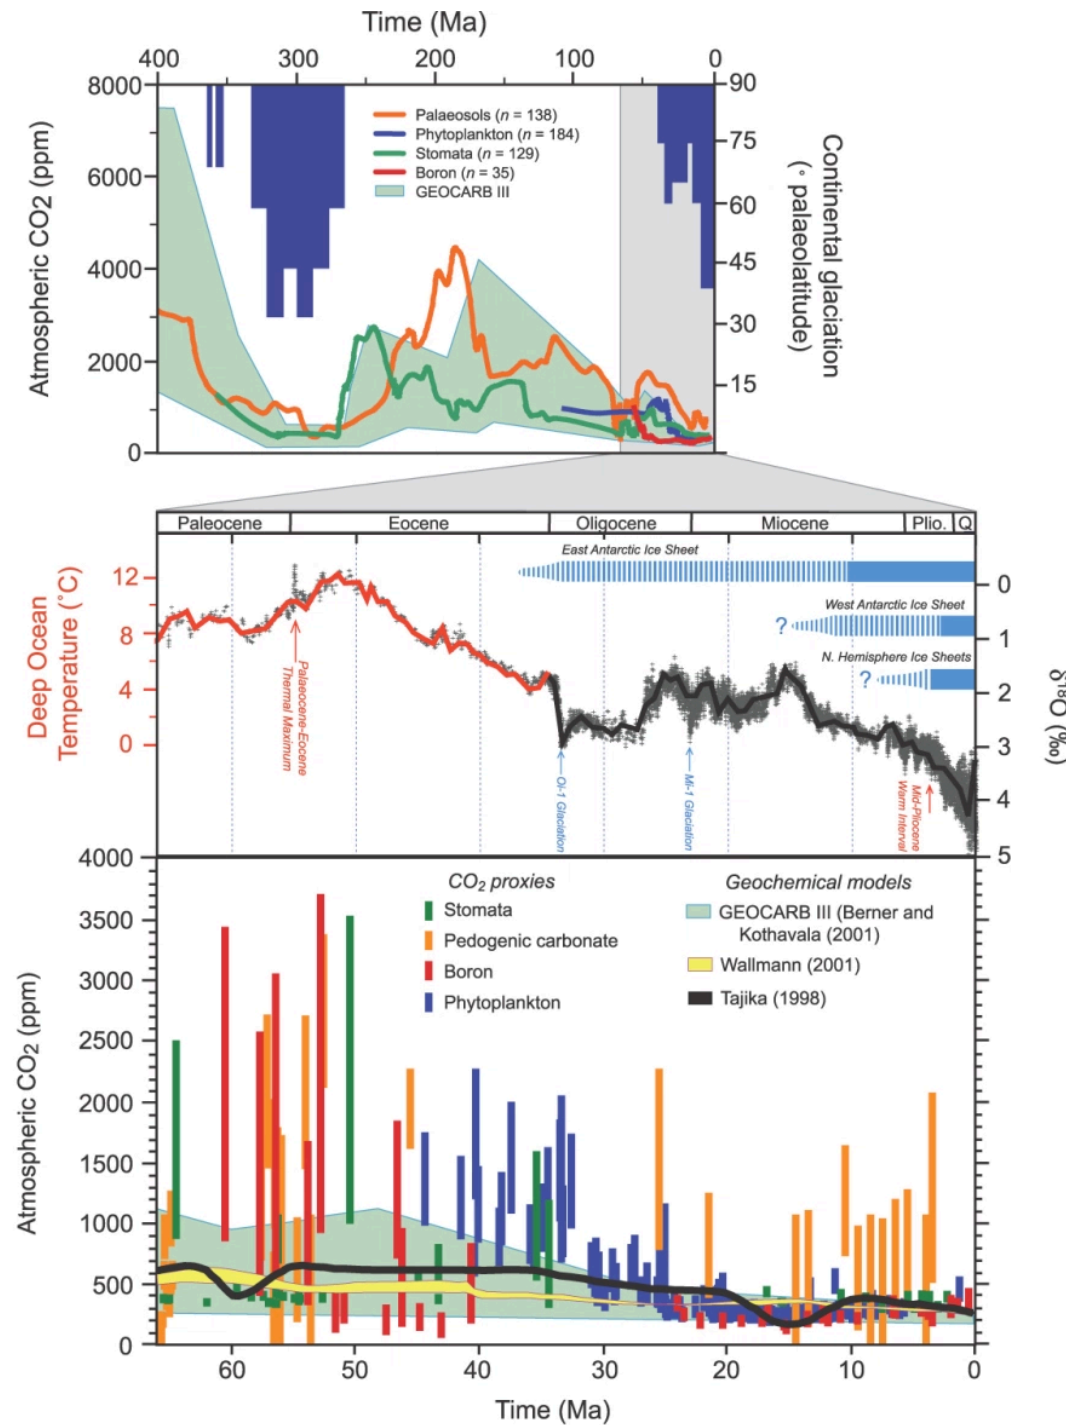 Time (Ma)
400 300 200 100 0
8000
6000
4000
2000
0
Atmospheric CO2 (ppm)
90
75
60
45
30
15
Continental glaciation
(° palaeolatitude)
Palaeosols (n = 138)
Phytoplankton (n = 184)
Stomata (n = 129)
Boron (n = 35)
GEOCARB III
Paleocene Eocene Oligocene Miocene Plio. Q
Deep Ocean
Temperature (˚C)
12
8
4
0
East Antarctic Ice Sheet
West Antarctic Ice Sheet
?
N. Hemisphere Ice Sheets
?
0
1
2
3
4
5
δ18O (‰)
Palaeocene-Eocene
Thermal Maximum
Oi-1 Glaciation
Mi-1 Glaciation
Mid-Pliocene
Warm Interval
4000
3500
3000
2500
2000
1500
1000
500
0
Atmospheric CO2 (ppm)
CO2 proxies
Stomata
Pedogenic carbonate
Boron
Phytoplankton
Geochemical models
GEOCARB III (Berner and
Kothavala (2001)
Wallmann (2001)
Tajika (1998)
60 50 40 30 20 10 0
Time (Ma)